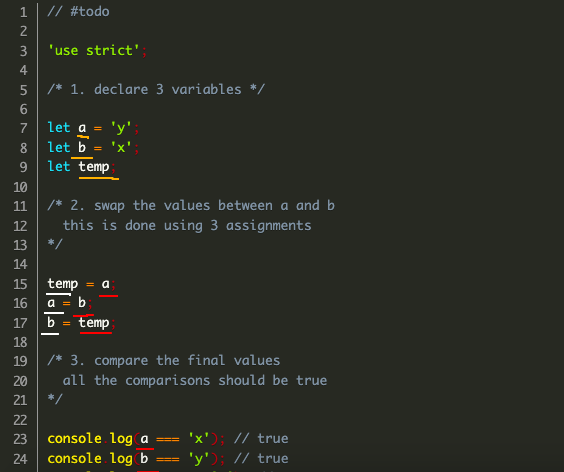 1 // #todo
2
3 'use strict';
4
5 /* 1. declare 3 variables */
6
7 let a = 'y';
8 let b = 'x';
9 let temp;
10
11 /* 2. swap the values between a and b
12 this is done using 3 assignments
13 */
14
15 temp = a;
16 a = b;
17 b = temp;
18
19 /* 3. compare the final values
20 all the comparisons should be true
21 */
22
23 console log(a === 'x'); // true
24 console log(b === 'y'); // true